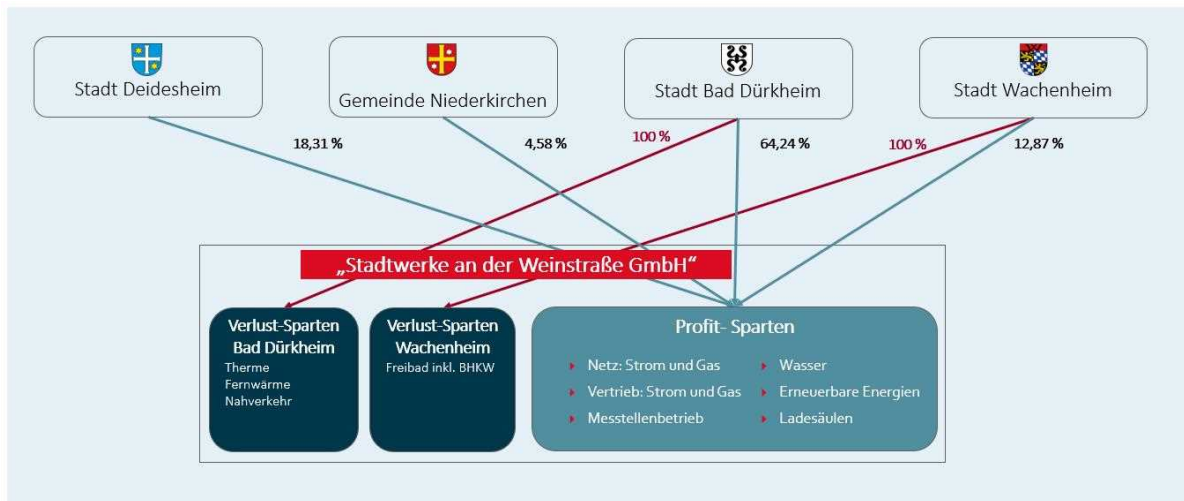 Stadt Deidesheim
Gemeinde Niederkirchen
Stadt Bad Dürkheim
Stadt Wachenheim
18,31 %
4,58 %
100 %
64,24 %
100 %
12,87 %
„Stadtwerke an der Weinstraße GmbH“
Verlust-Sparten
Bad Dürkheim
Therme
Fernwärme
Nahverkehr
Verlust-Sparten
Wachenheim
Freibad inkl. BHKW
Profit- Sparten
Netz: Strom und Gas
Vertrieb: Strom und Gas
Messtellenbetrieb
Wasser
Erneuerbare Energien
Ladesäulen